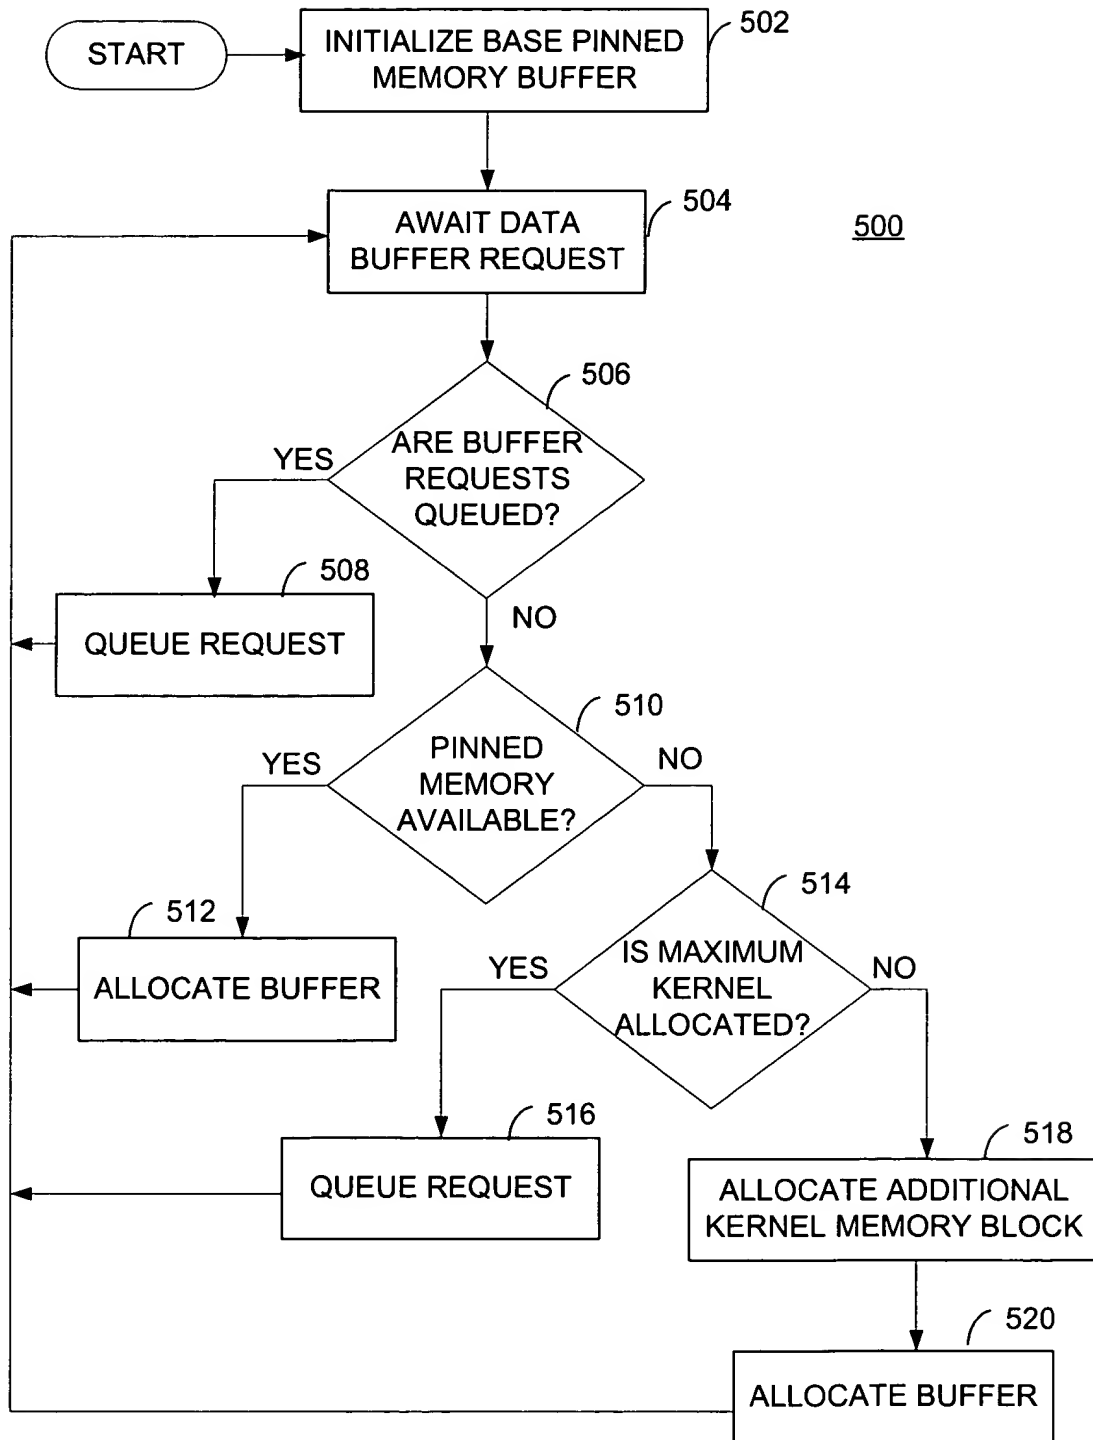 START
INITIALIZE BASE PINNED
MEMORY BUFFER
502
AWAIT DATA
BUFFER REQUEST
504
500
506
ARE BUFFER
REQUESTS
QUEUED?
YES
NO
508
QUEUE REQUEST
510
PINNED
MEMORY
AVAILABLE?
YES
NO
512
ALLOCATE BUFFER
514
IS MAXIMUM
KERNEL
ALLOCATED?
YES
NO
516
QUEUE REQUEST
518
ALLOCATE ADDITIONAL
KERNEL MEMORY BLOCK
520
ALLOCATE BUFFER